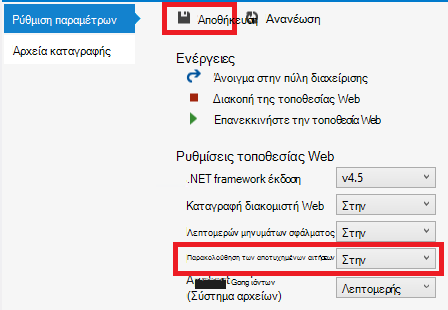 Ρύθμιση παραμέτρων
Αρχεία καταγραφής
Αποθήκευση Ανανέωση
Ενέργειες
Άνοιγμα στην πύλη διαχείρισης
Διακοπή της τοποθεσίας Web
Επανεκκινήστε την τοποθεσία Web
Ρυθμίσεις τοποθεσίας Web
.NET framework έκδοση v4.5
Καταγραφή διακομιστή Web Στην
Λεπτομερών μηνυμάτων σφάλματος Στην
Παρακολούθηση των αποτυχημένων αιτήσεων Στην
(Σύστημα αρχείων) Λεπτομερής